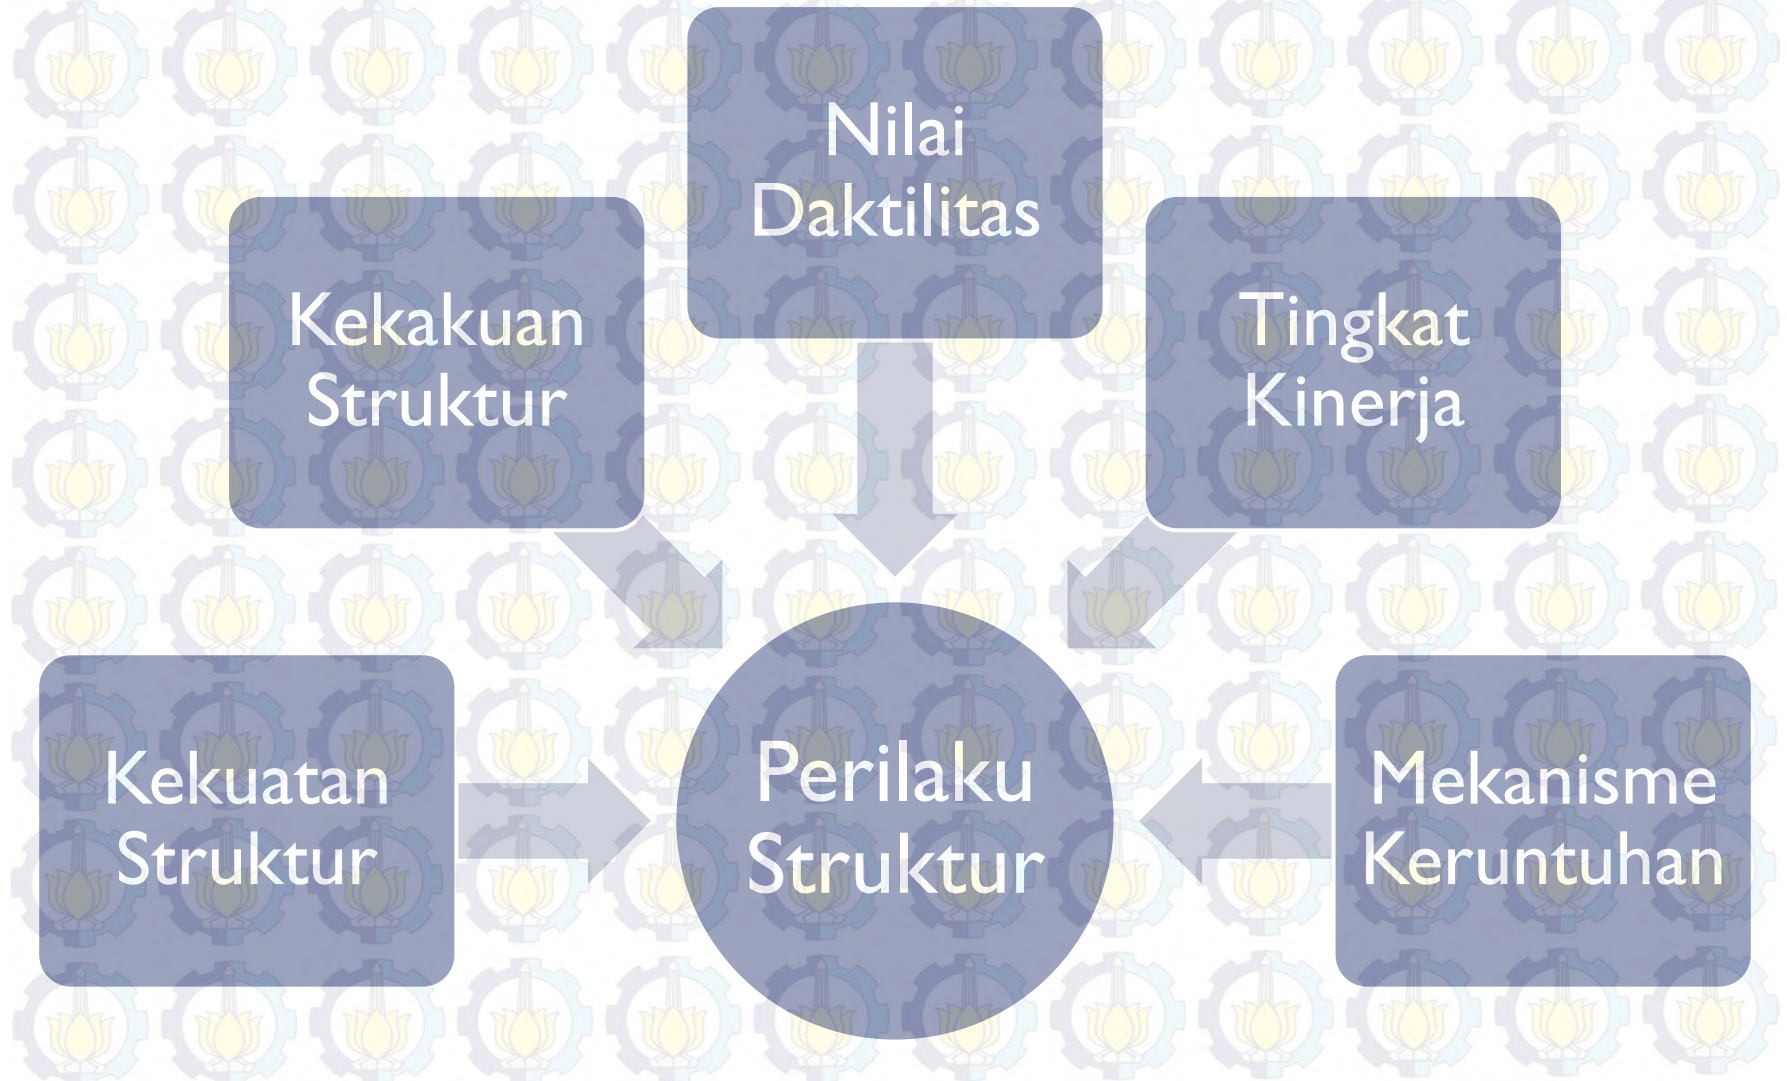 Nilai
Daktilitas
Kekakuan
Struktur
Tingkat
Kinerja
Kekuatan
Struktur
Perilaku
Struktur
Mekanisme
Keruntuhan